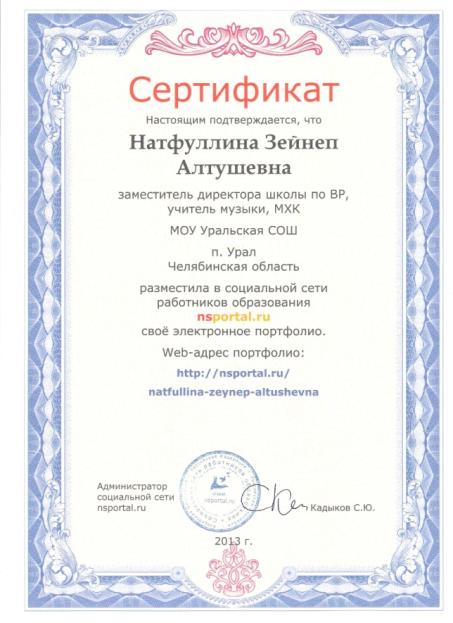 Сертификат
Настоящим подтверждается, что
Натфуллина Зейнеп
Алтушевна
заместитель директора школы по ВР,
учитель музыки, МХК
МОУ Уральская СОШ
п. Урал
Челябинская область
разместила в социальной сети
работников образования
nsportal.ru
своё электронное портфолио.
Web-адрес портфолио:
http://nsportal.ru/
natfullina-zeynep-altushevna
Администратор
социальной сети
nsportal.ru
nsportal.ru
Кадыков С.Ю.
2013 г.